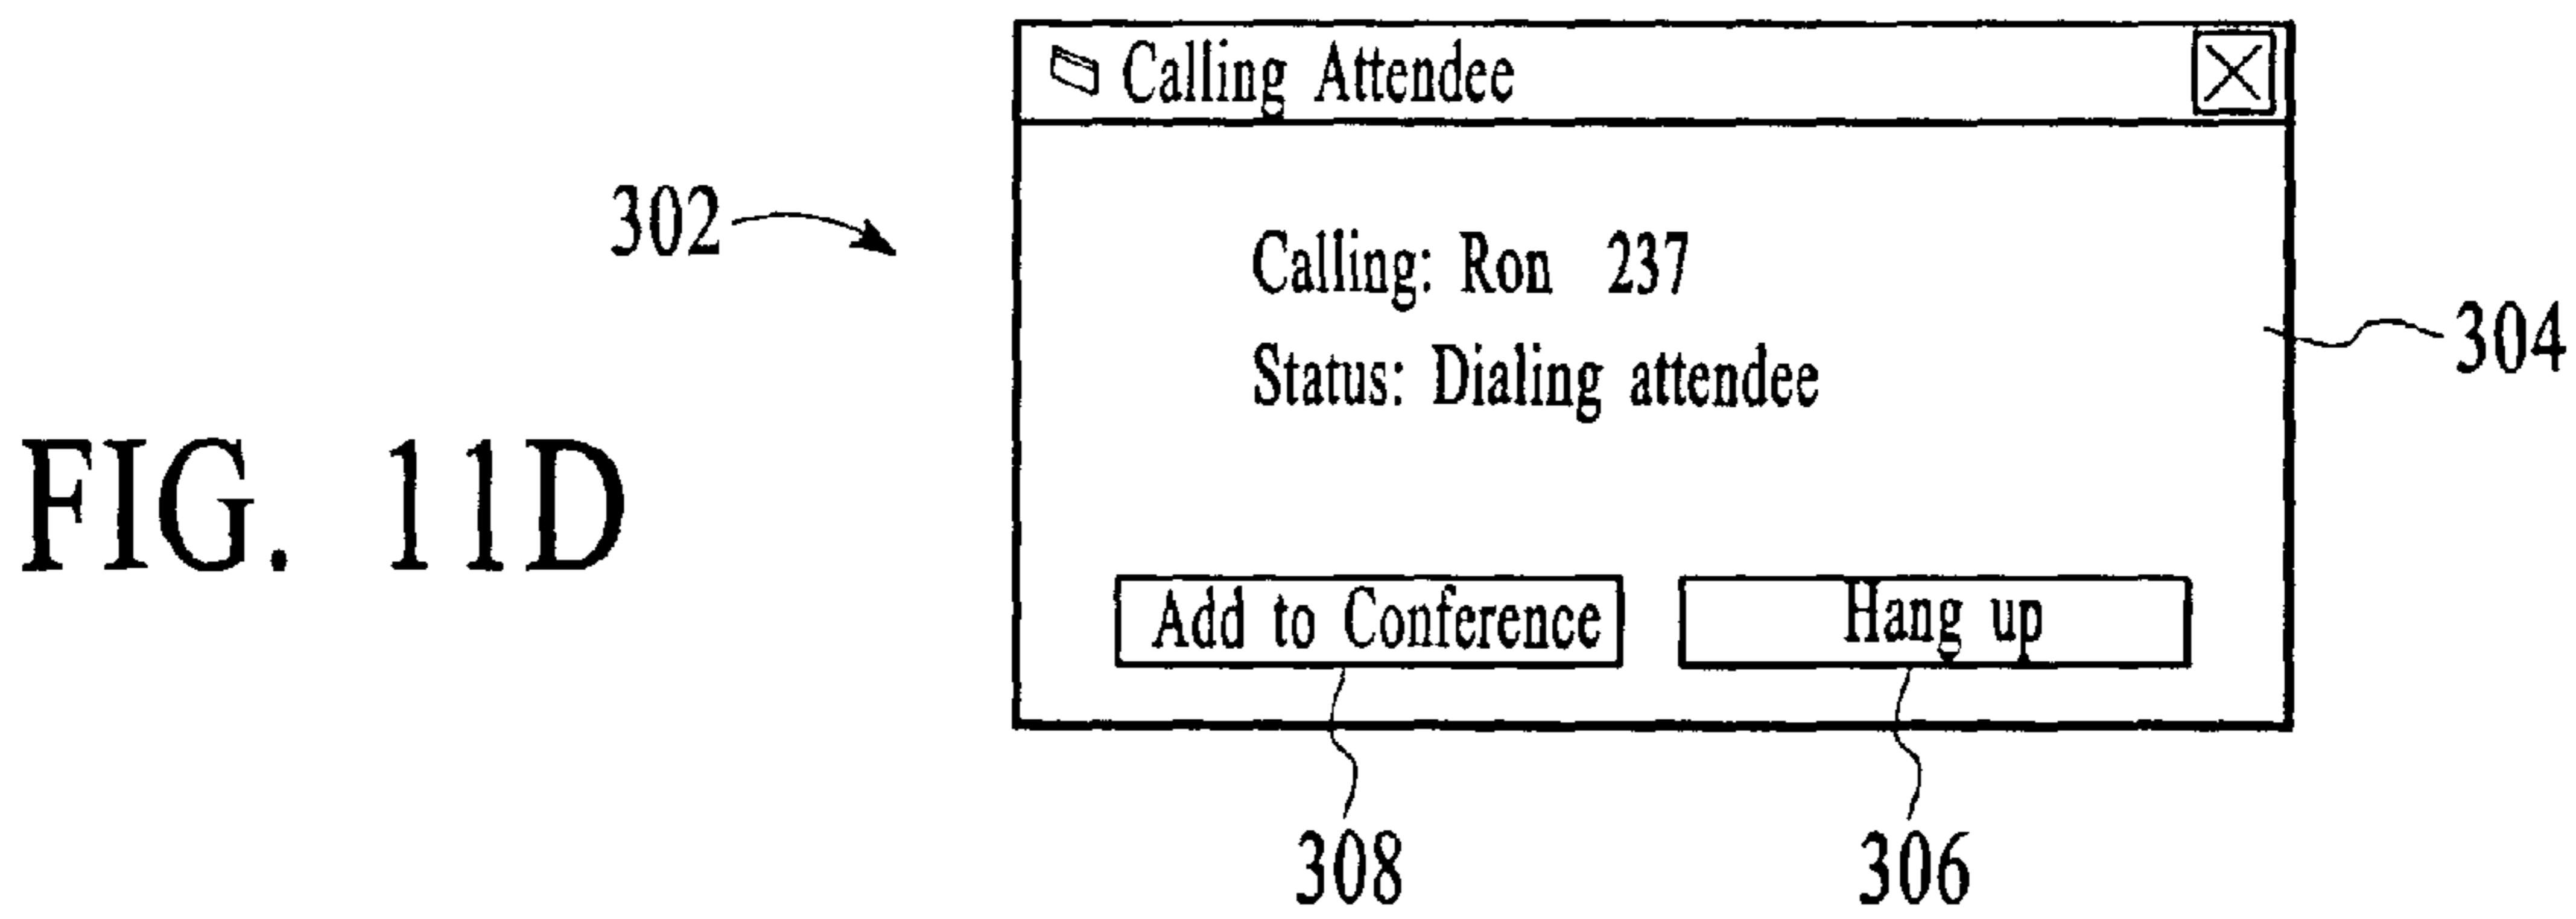 Calling Attendee
302
Calling: Ron 237
304
Status: Dialing attendee
FIG. 11D
Add to Conference
Hang up
308
306